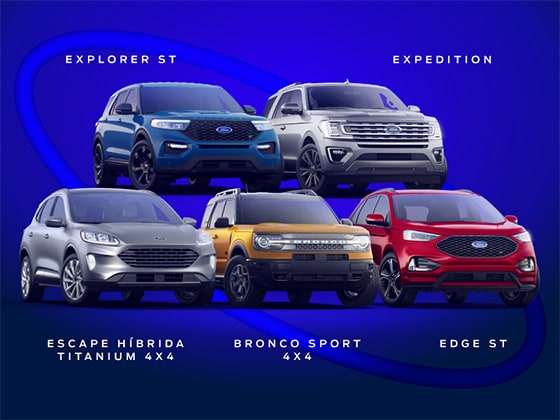 EXPLORER ST
EXPEDITION
ESCAPE HÍBRIDA
TITANIUM 4X4
BRONCO SPORT
4X4
EDGE ST